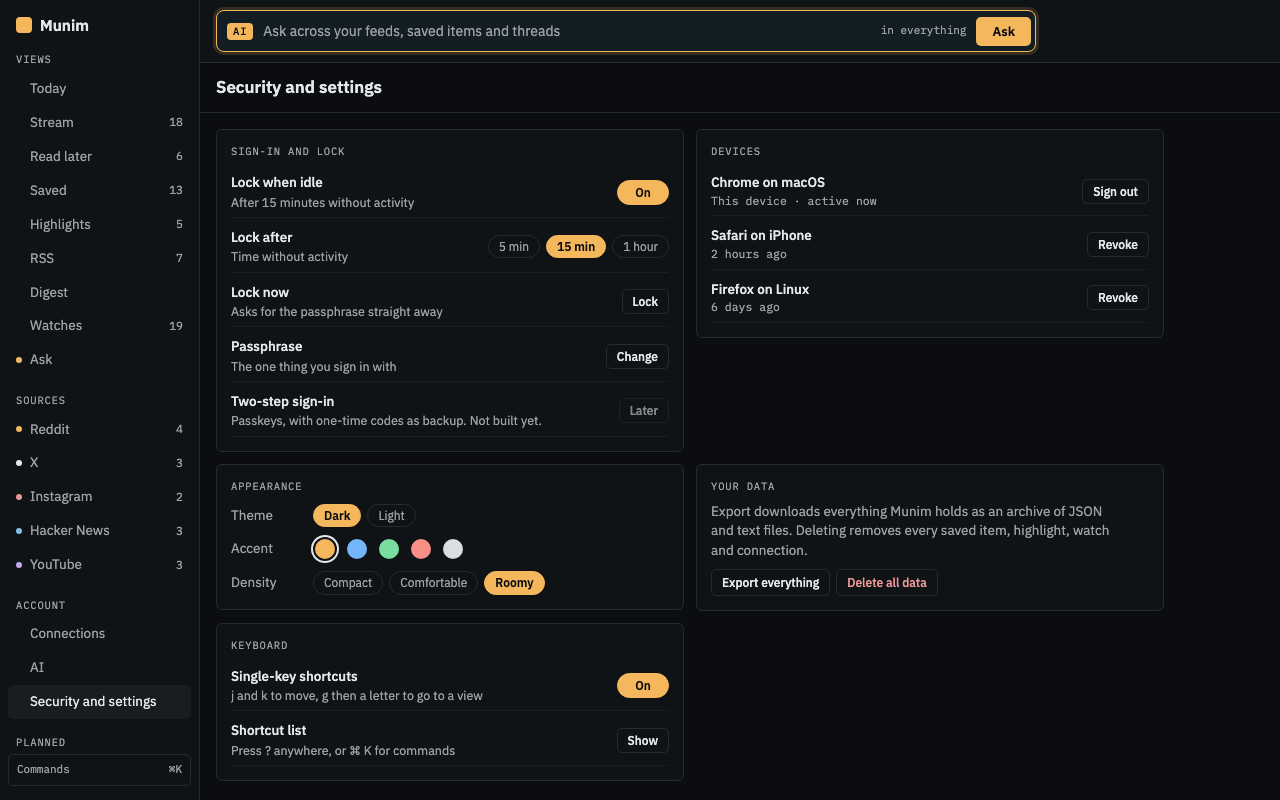 Munim
VIEWS
Today
Stream 18
Read later 6
Saved 13
Highlights 5
RSS 7
Digest
Watches 19
Ask
SOURCES
Reddit 4
X 3
Instagram 2
Hacker News 3
YouTube 3
ACCOUNT
Connections
AI
Security and settings
PLANNED
Commands ⌘K
AI Ask across your feeds, saved items and threads in everything Ask
Security and settings
SIGN-IN AND LOCK
Lock when idle
After 15 minutes without activity
On
Lock after
Time without activity
5 min 15 min 1 hour
Lock now
Asks for the passphrase straight away
Lock
Passphrase
The one thing you sign in with
Change
Two-step sign-in
Passkeys, with one-time codes as backup. Not built yet.
Later
DEVICES
Chrome on macOS
This device · active now
Sign out
Safari on iPhone
2 hours ago
Revoke
Firefox on Linux
6 days ago
Revoke
APPEARANCE
Theme Dark Light
Accent
Density Compact Comfortable Roomy
YOUR DATA
Export downloads everything Munim holds as an archive of JSON
and text files. Deleting removes every saved item, highlight, watch
and connection.
Export everything Delete all data
KEYBOARD
Single-key shortcuts
j and k to move, g then a letter to go to a view
On
Shortcut list
Press ? anywhere, or ⌘ K for commands
Show